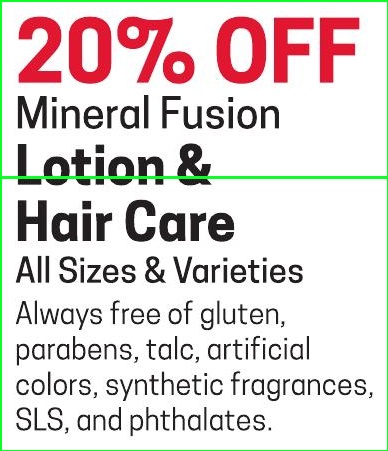 20% OFF
Mineral Fusion
Lotion &
Hair Care
All Sizes & Varieties
Always free of gluten,
parabens, talc, artificial
colors, synthetic fragrances,
SLS, and phthalates.